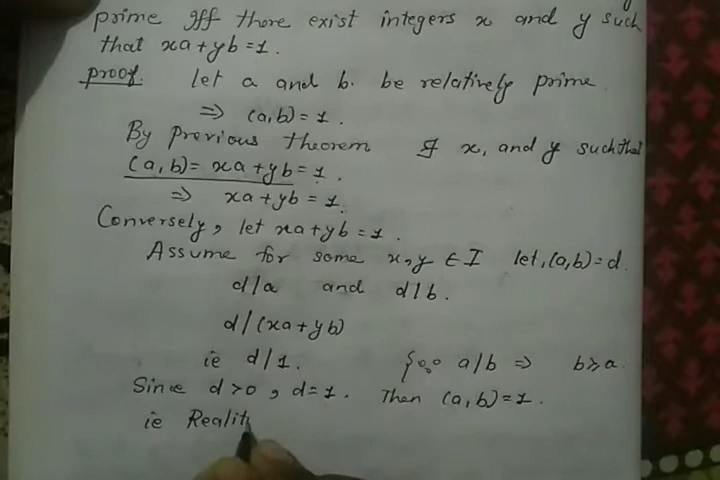 prime iff there exist integers x and y such
that xa+yb=1.
proof. let a and b. be relatively prime.
⇒ (a,b)=1.
By previous theorem ∃ x, and y such that
(a,b)= xa+yb=1.
⇒ xa+yb=1.
Conversely, let xa+yb=1.
Assume for some x,y ∈ I let, (a,b)=d.
d/a and d/b.
d/(xa+yb)
ie d/1. {∵ a/b ⇒ b≥a
Since d>0, d=1. Then (a,b)=1.
ie Realit